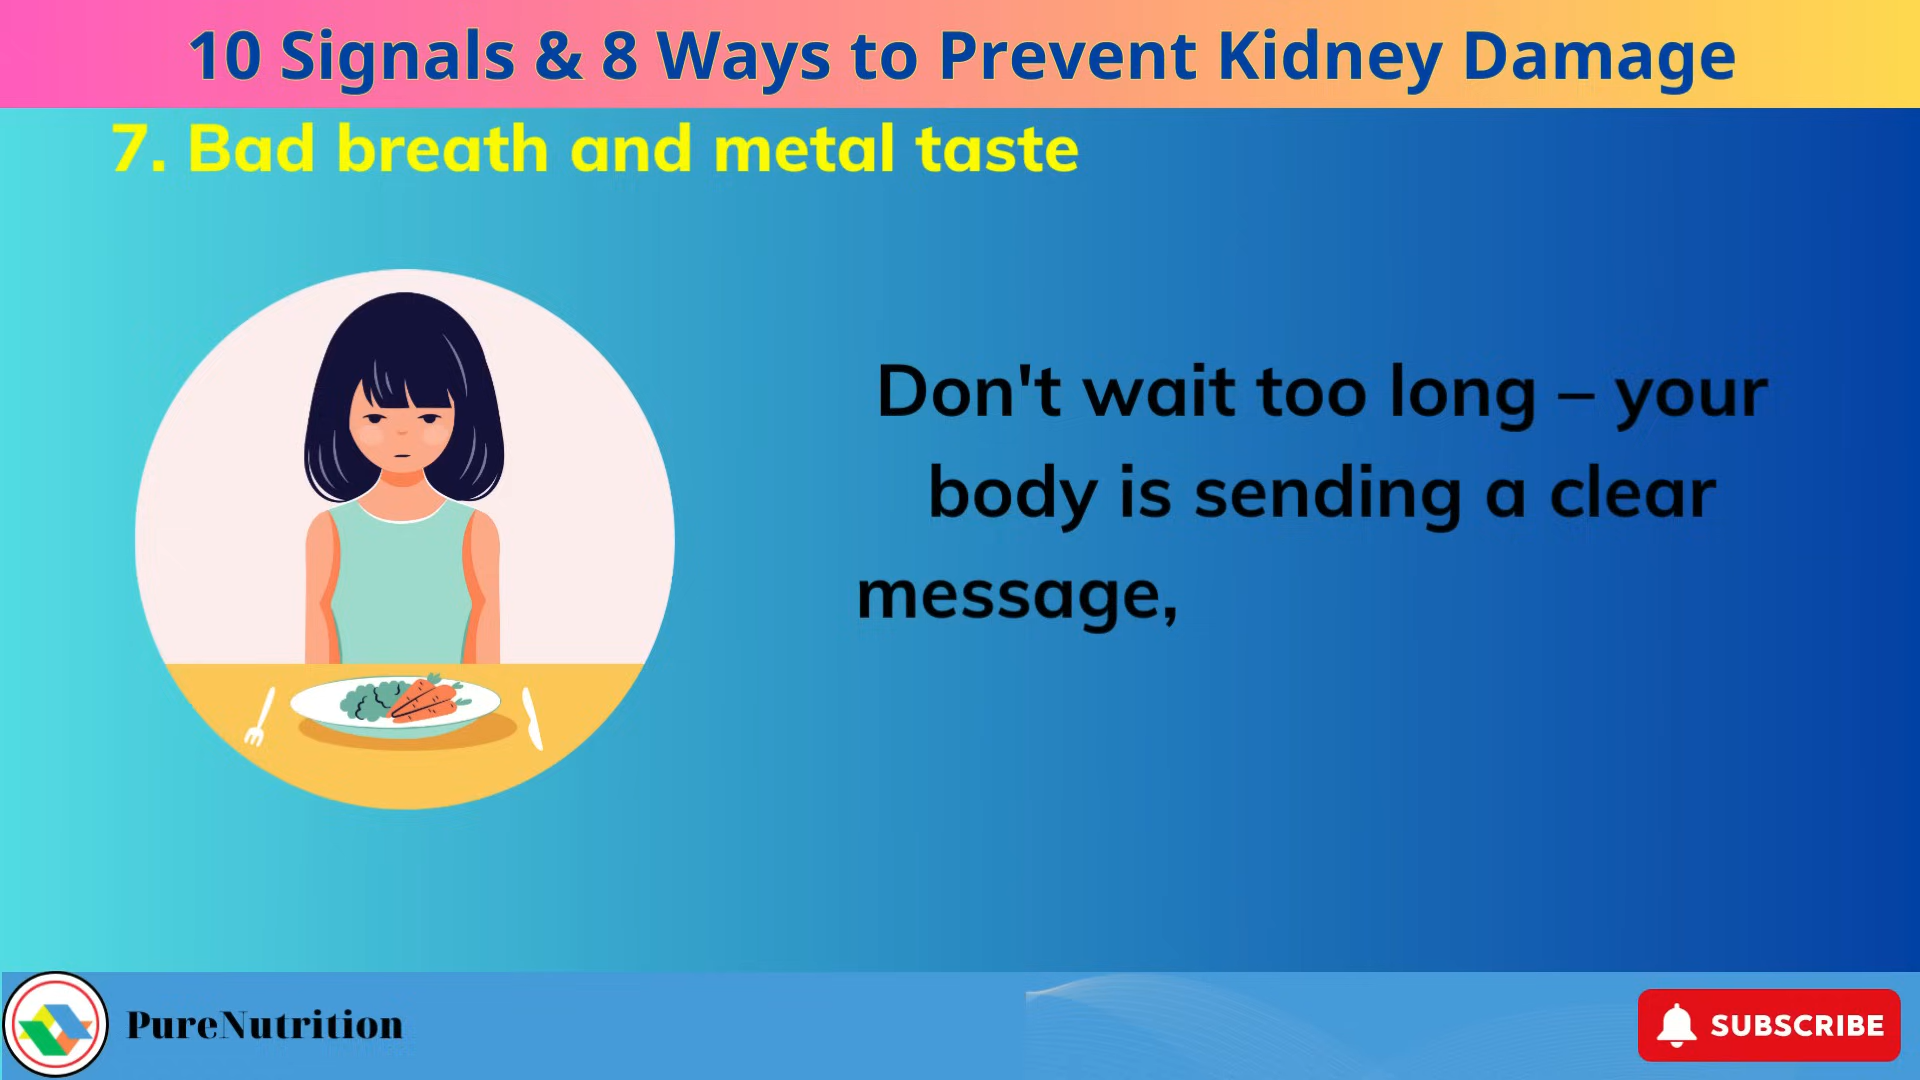 10 Signals & 8 Ways to Prevent Kidney Damage
7. Bad breath and metal taste
Don't wait too long – your
body is sending a clear
message,
PureNutrition
SUBSCRIBE